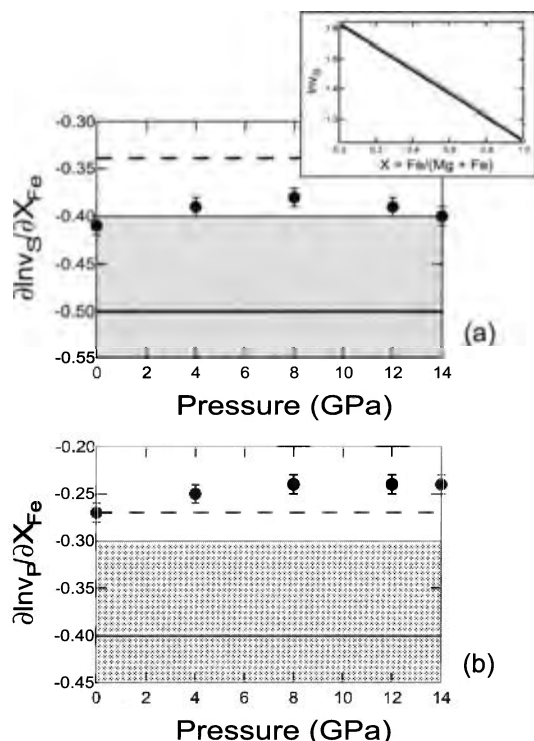 lnvS
X = Fe/(Mg + Fe)
-0.30
-0.35
-0.40
-0.45
-0.50
-0.55
∂lnvS/∂XFe
(a)
0 2 4 6 8 10 12 14
Pressure (GPa)
-0.20
-0.25
-0.30
-0.35
-0.40
-0.45
∂lnvP/∂XFe
(b)
0 2 4 6 8 10 12 14
Pressure (GPa)